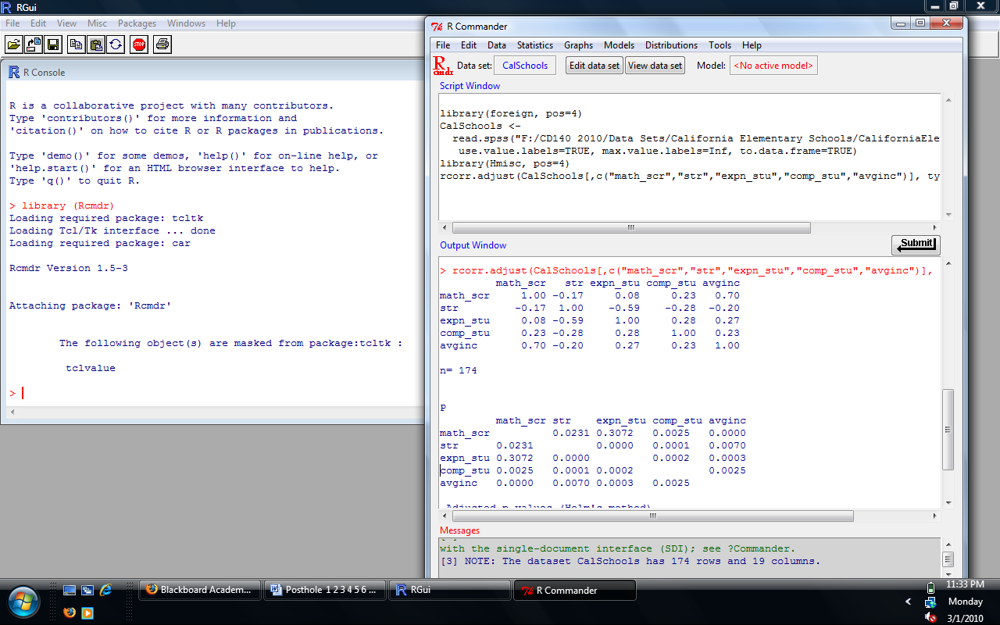 RGui
File Edit View Misc Packages Windows Help
STOP
R Console
R is a collaborative project with many contributors.
Type 'contributors()' for more information and
'citation()' on how to cite R or R packages in publications.
Type 'demo()' for some demos, 'help()' for on-line help, or
'help.start()' for an HTML browser interface to help.
Type 'q()' to quit R.
> library (Rcmdr)
Loading required package: tcltk
Loading Tcl/Tk interface ... done
Loading required package: car
Rcmdr Version 1.5-3
Attaching package: 'Rcmdr'
The following object(s) are masked from package:tcltk :
tclvalue
>
R Commander
File Edit Data Statistics Graphs Models Distributions Tools Help
R cmdr Data set: CalSchools Edit data set View data set Model: <No active model>
Script Window
library(foreign, pos=4)
CalSchools <-
read.spss("F:/CD140 2010/Data Sets/California Elementary Schools/CaliforniaEle
use.value.labels=TRUE, max.value.labels=Inf, to.data.frame=TRUE)
library(Hmisc, pos=4)
rcorr.adjust(CalSchools[,c("math_scr","str","expn_stu","comp_stu","avginc")], ty
Output Window
Submit
> rcorr.adjust(CalSchools[,c("math_scr","str","expn_stu","comp_stu","avginc")],
math_scr str expn_stu comp_stu avginc
math_scr 1.00 -0.17 0.08 0.23 0.70
str -0.17 1.00 -0.59 -0.28 -0.20
expn_stu 0.08 -0.59 1.00 0.28 0.27
comp_stu 0.23 -0.28 0.28 1.00 0.23
avginc 0.70 -0.20 0.27 0.23 1.00
n= 174
P
math_scr str expn_stu comp_stu avginc
math_scr 0.0231 0.3072 0.0025 0.0000
str 0.0231 0.0000 0.0001 0.0070
expn_stu 0.3072 0.0000 0.0002 0.0003
comp_stu 0.0025 0.0001 0.0002 0.0025
avginc 0.0000 0.0070 0.0003 0.0025
Adjusted p-values (Holm's method)
Messages
with the single-document interface (SDI); see ?Commander.
[3] NOTE: The dataset CalSchools has 174 rows and 19 columns.
Blackboard Academ... Posthole 1 2 3 4 5 6 ... RGui R Commander
11:33 PM
Monday
3/1/2010